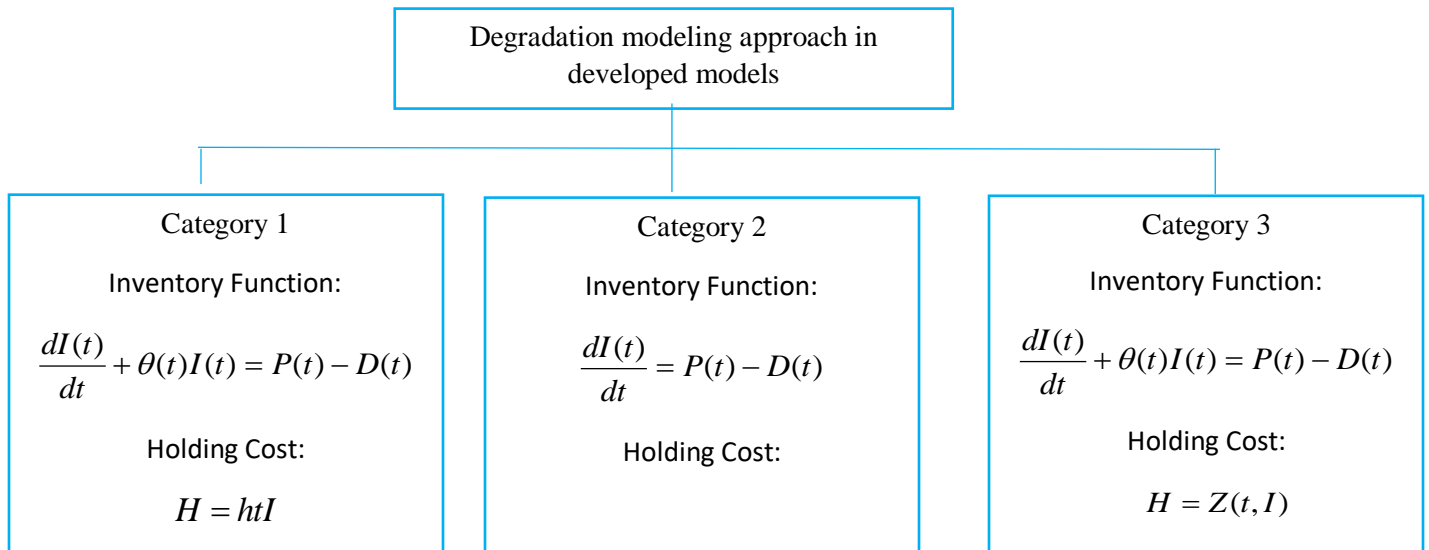 Degradation modeling approach in
developed models
Category 1
Inventory Function:
dI(t)/dt + θ(t)I(t) = P(t) − D(t)
Holding Cost:
H = htI
Category 2
Inventory Function:
dI(t)/dt = P(t) − D(t)
Holding Cost:
Category 3
Inventory Function:
dI(t)/dt + θ(t)I(t) = P(t) − D(t)
Holding Cost:
H = Z(t, I)